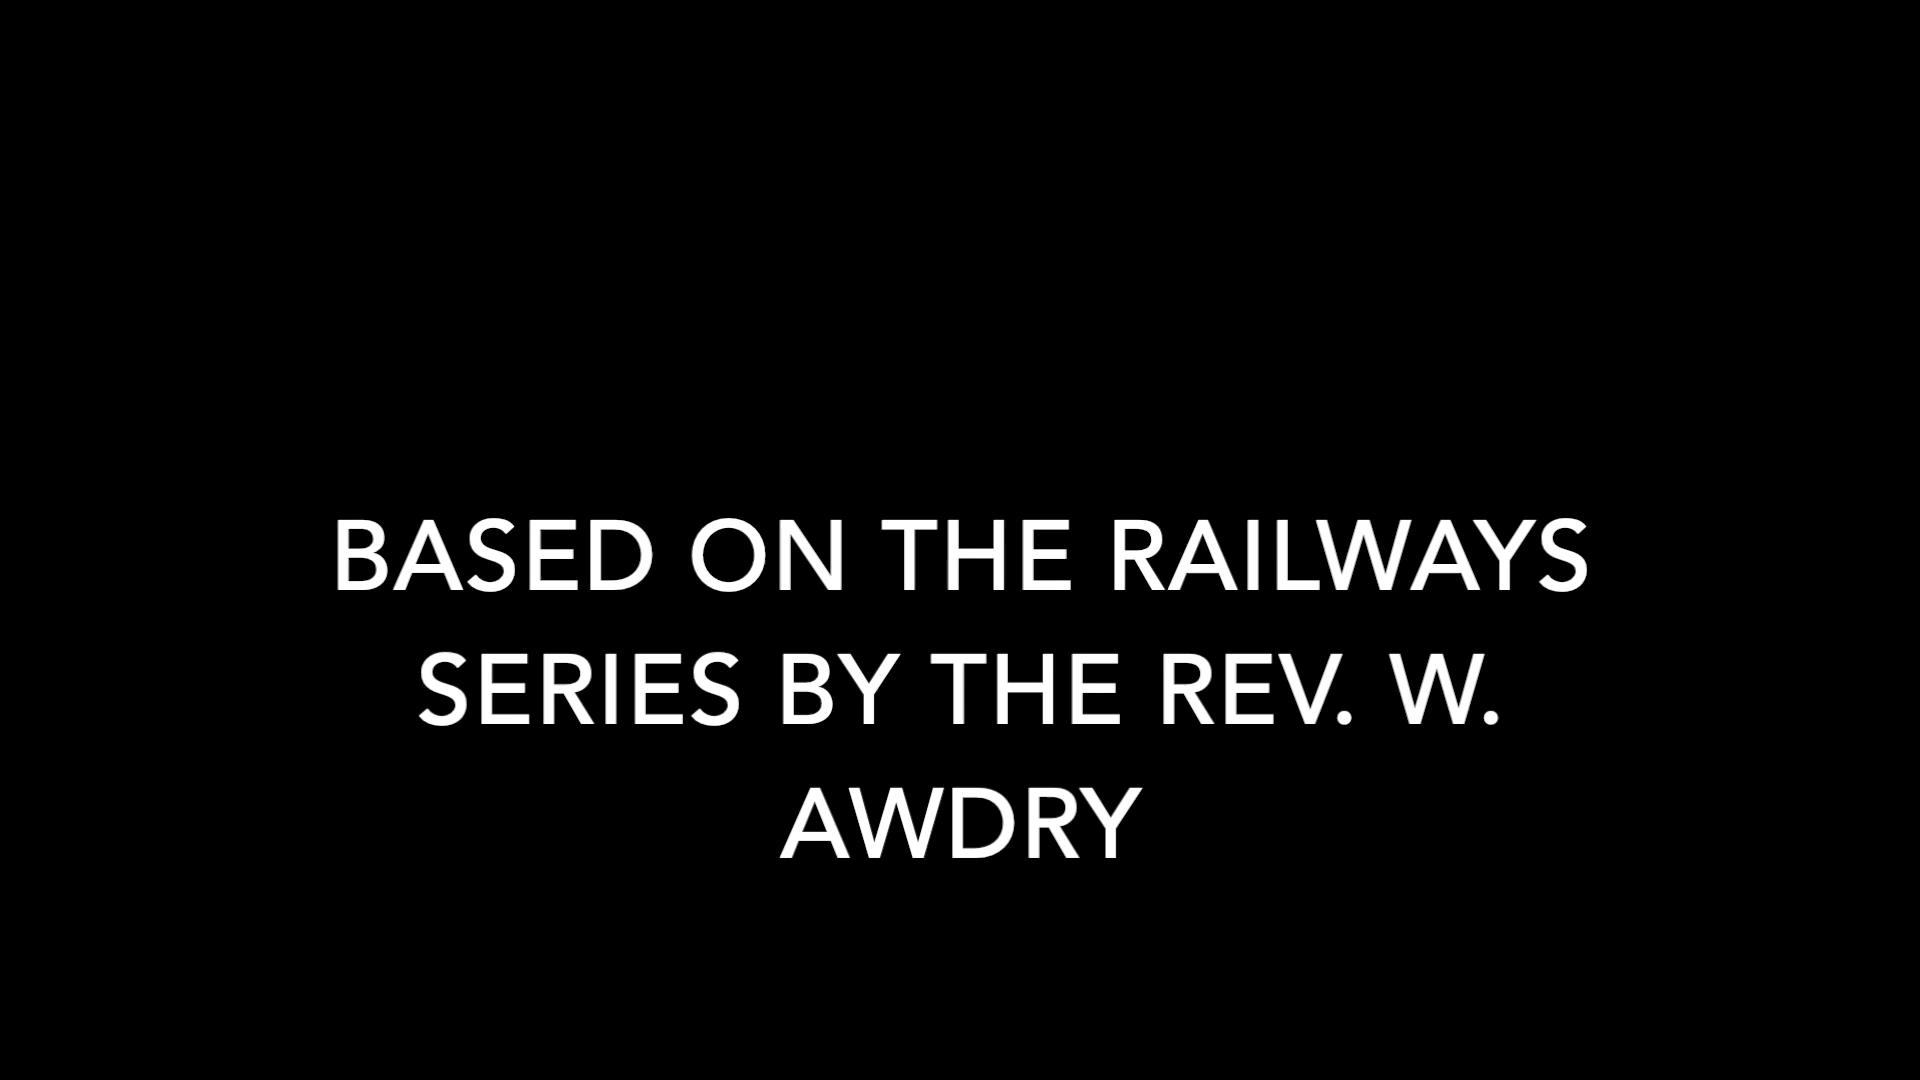 BASED ON THE RAILWAYS
SERIES BY THE REV. W.
AWDRY